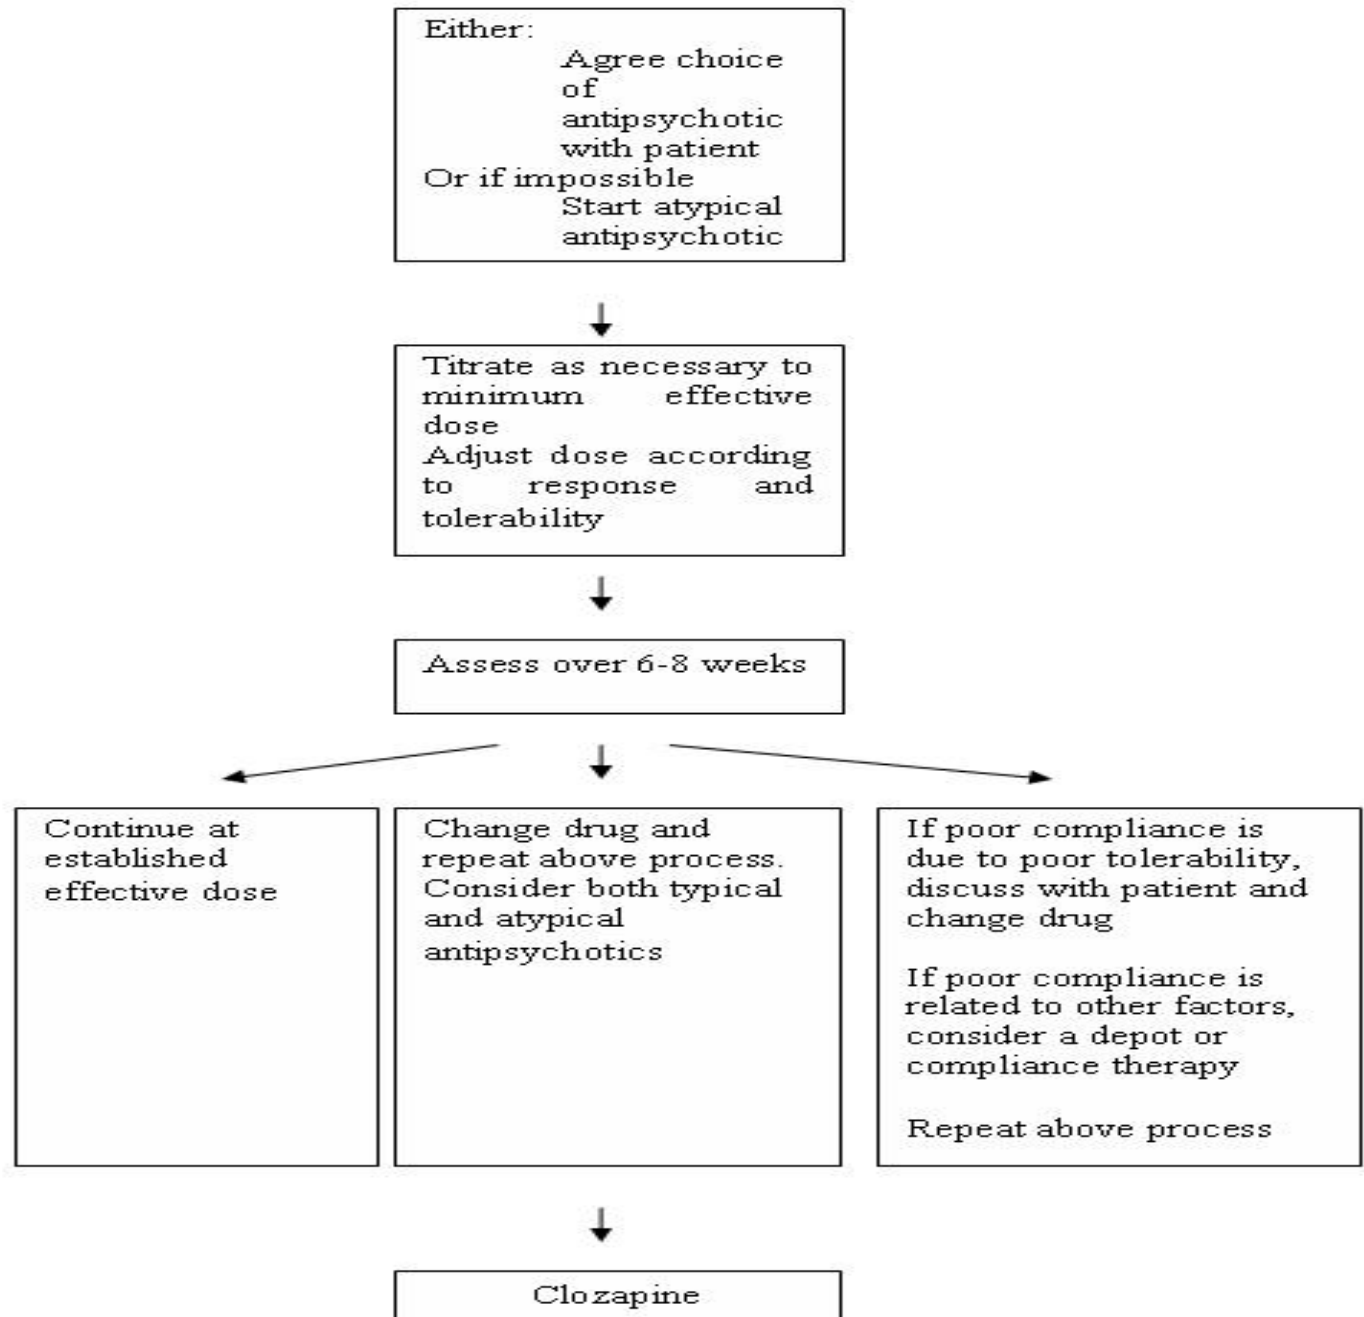 Either:
Agree choice
of
antipsychotic
with patient
Or if impossible
Start atypical
antipsychotic
Titrate as necessary to
minimum effective
dose
Adjust dose according
to response and
tolerability
Assess over 6-8 weeks
Continue at
established
effective dose
Change drug and
repeat above process.
Consider both typical
and atypical
antipsychotics
If poor compliance is
due to poor tolerability,
discuss with patient and
change drug
If poor compliance is
related to other factors,
consider a depot or
compliance therapy
Repeat above process
Clozapine